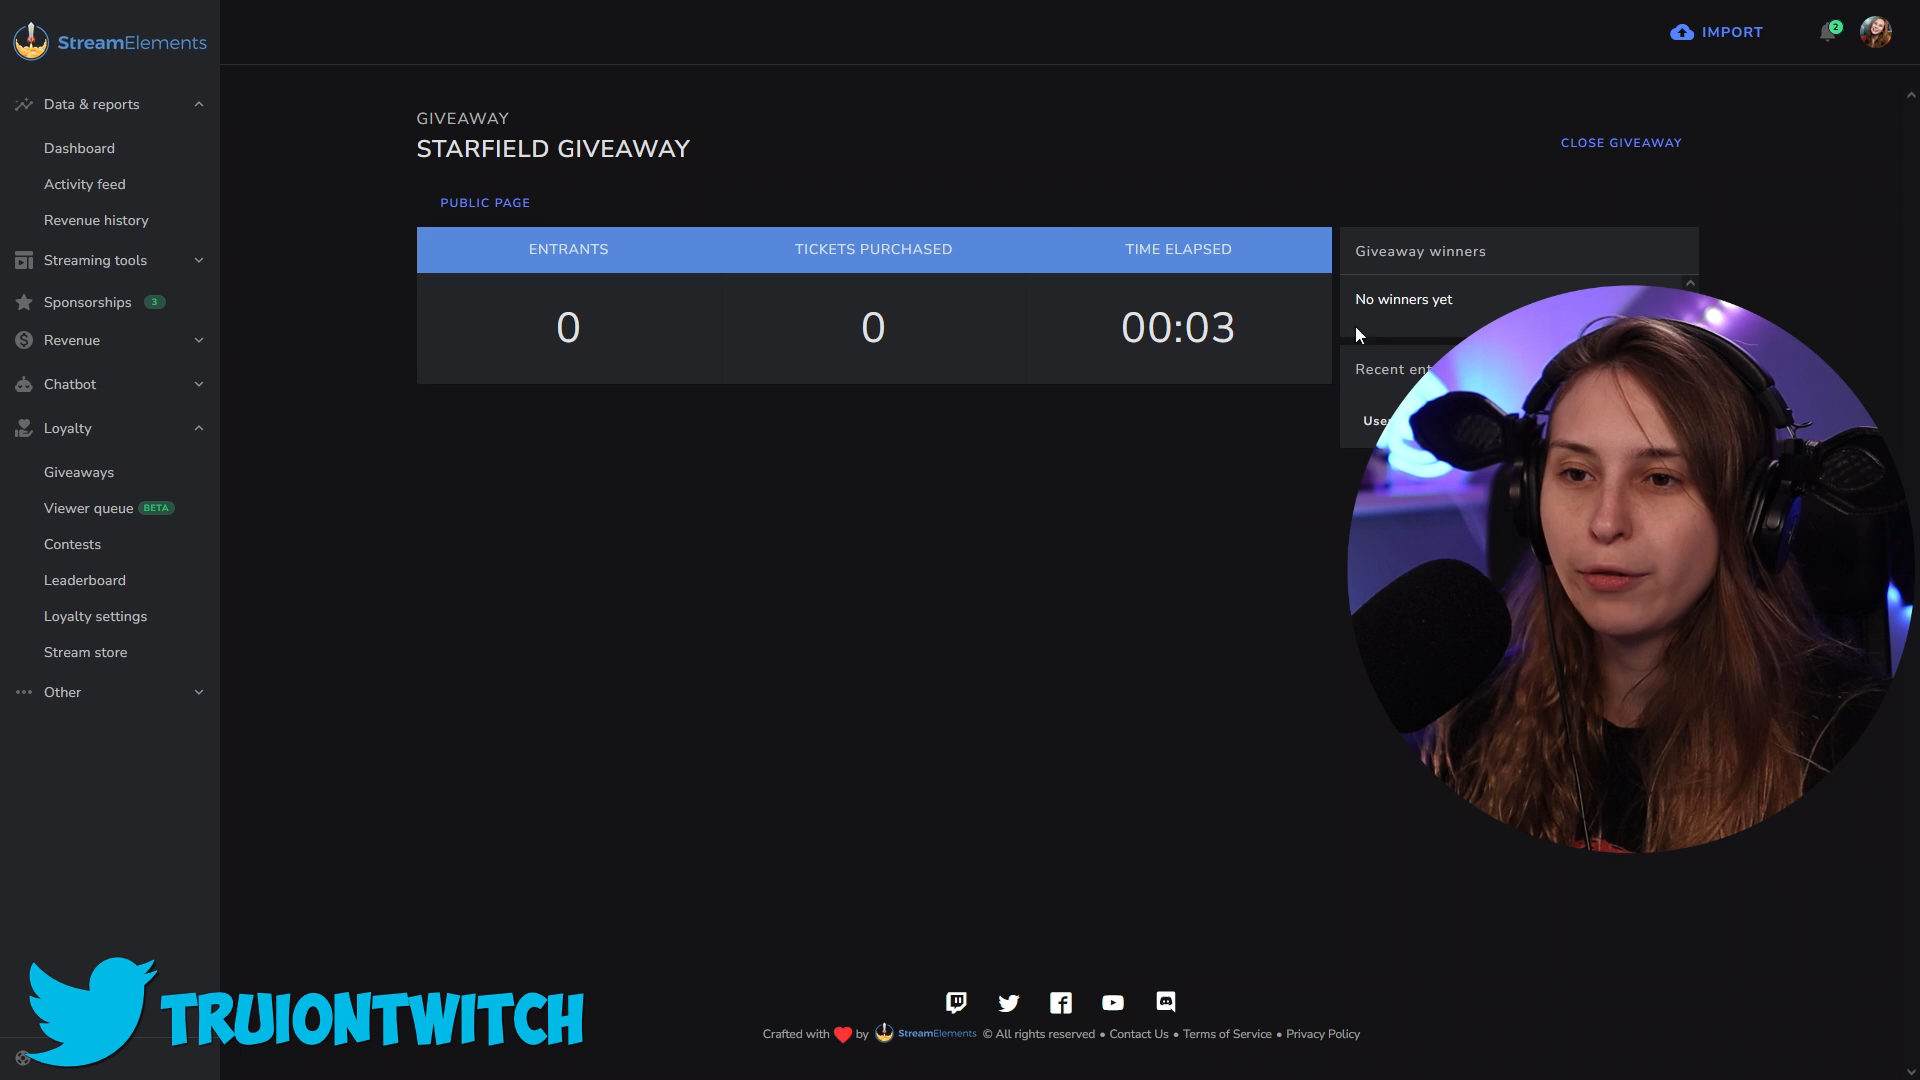 StreamElements
IMPORT
2
Data & reports
Dashboard
Activity feed
Revenue history
Streaming tools
Sponsorships 3
Revenue
Chatbot
Loyalty
Giveaways
Viewer queue BETA
Contests
Leaderboard
Loyalty settings
Stream store
Other
GIVEAWAY
STARFIELD GIVEAWAY
CLOSE GIVEAWAY
PUBLIC PAGE
ENTRANTS TICKETS PURCHASED TIME ELAPSED
0 0 00:03
Giveaway winners
No winners yet
Recent
TRUIONTWITCH
Crafted with by StreamElements © All rights reserved • Contact Us • Terms of Service • Privacy Policy